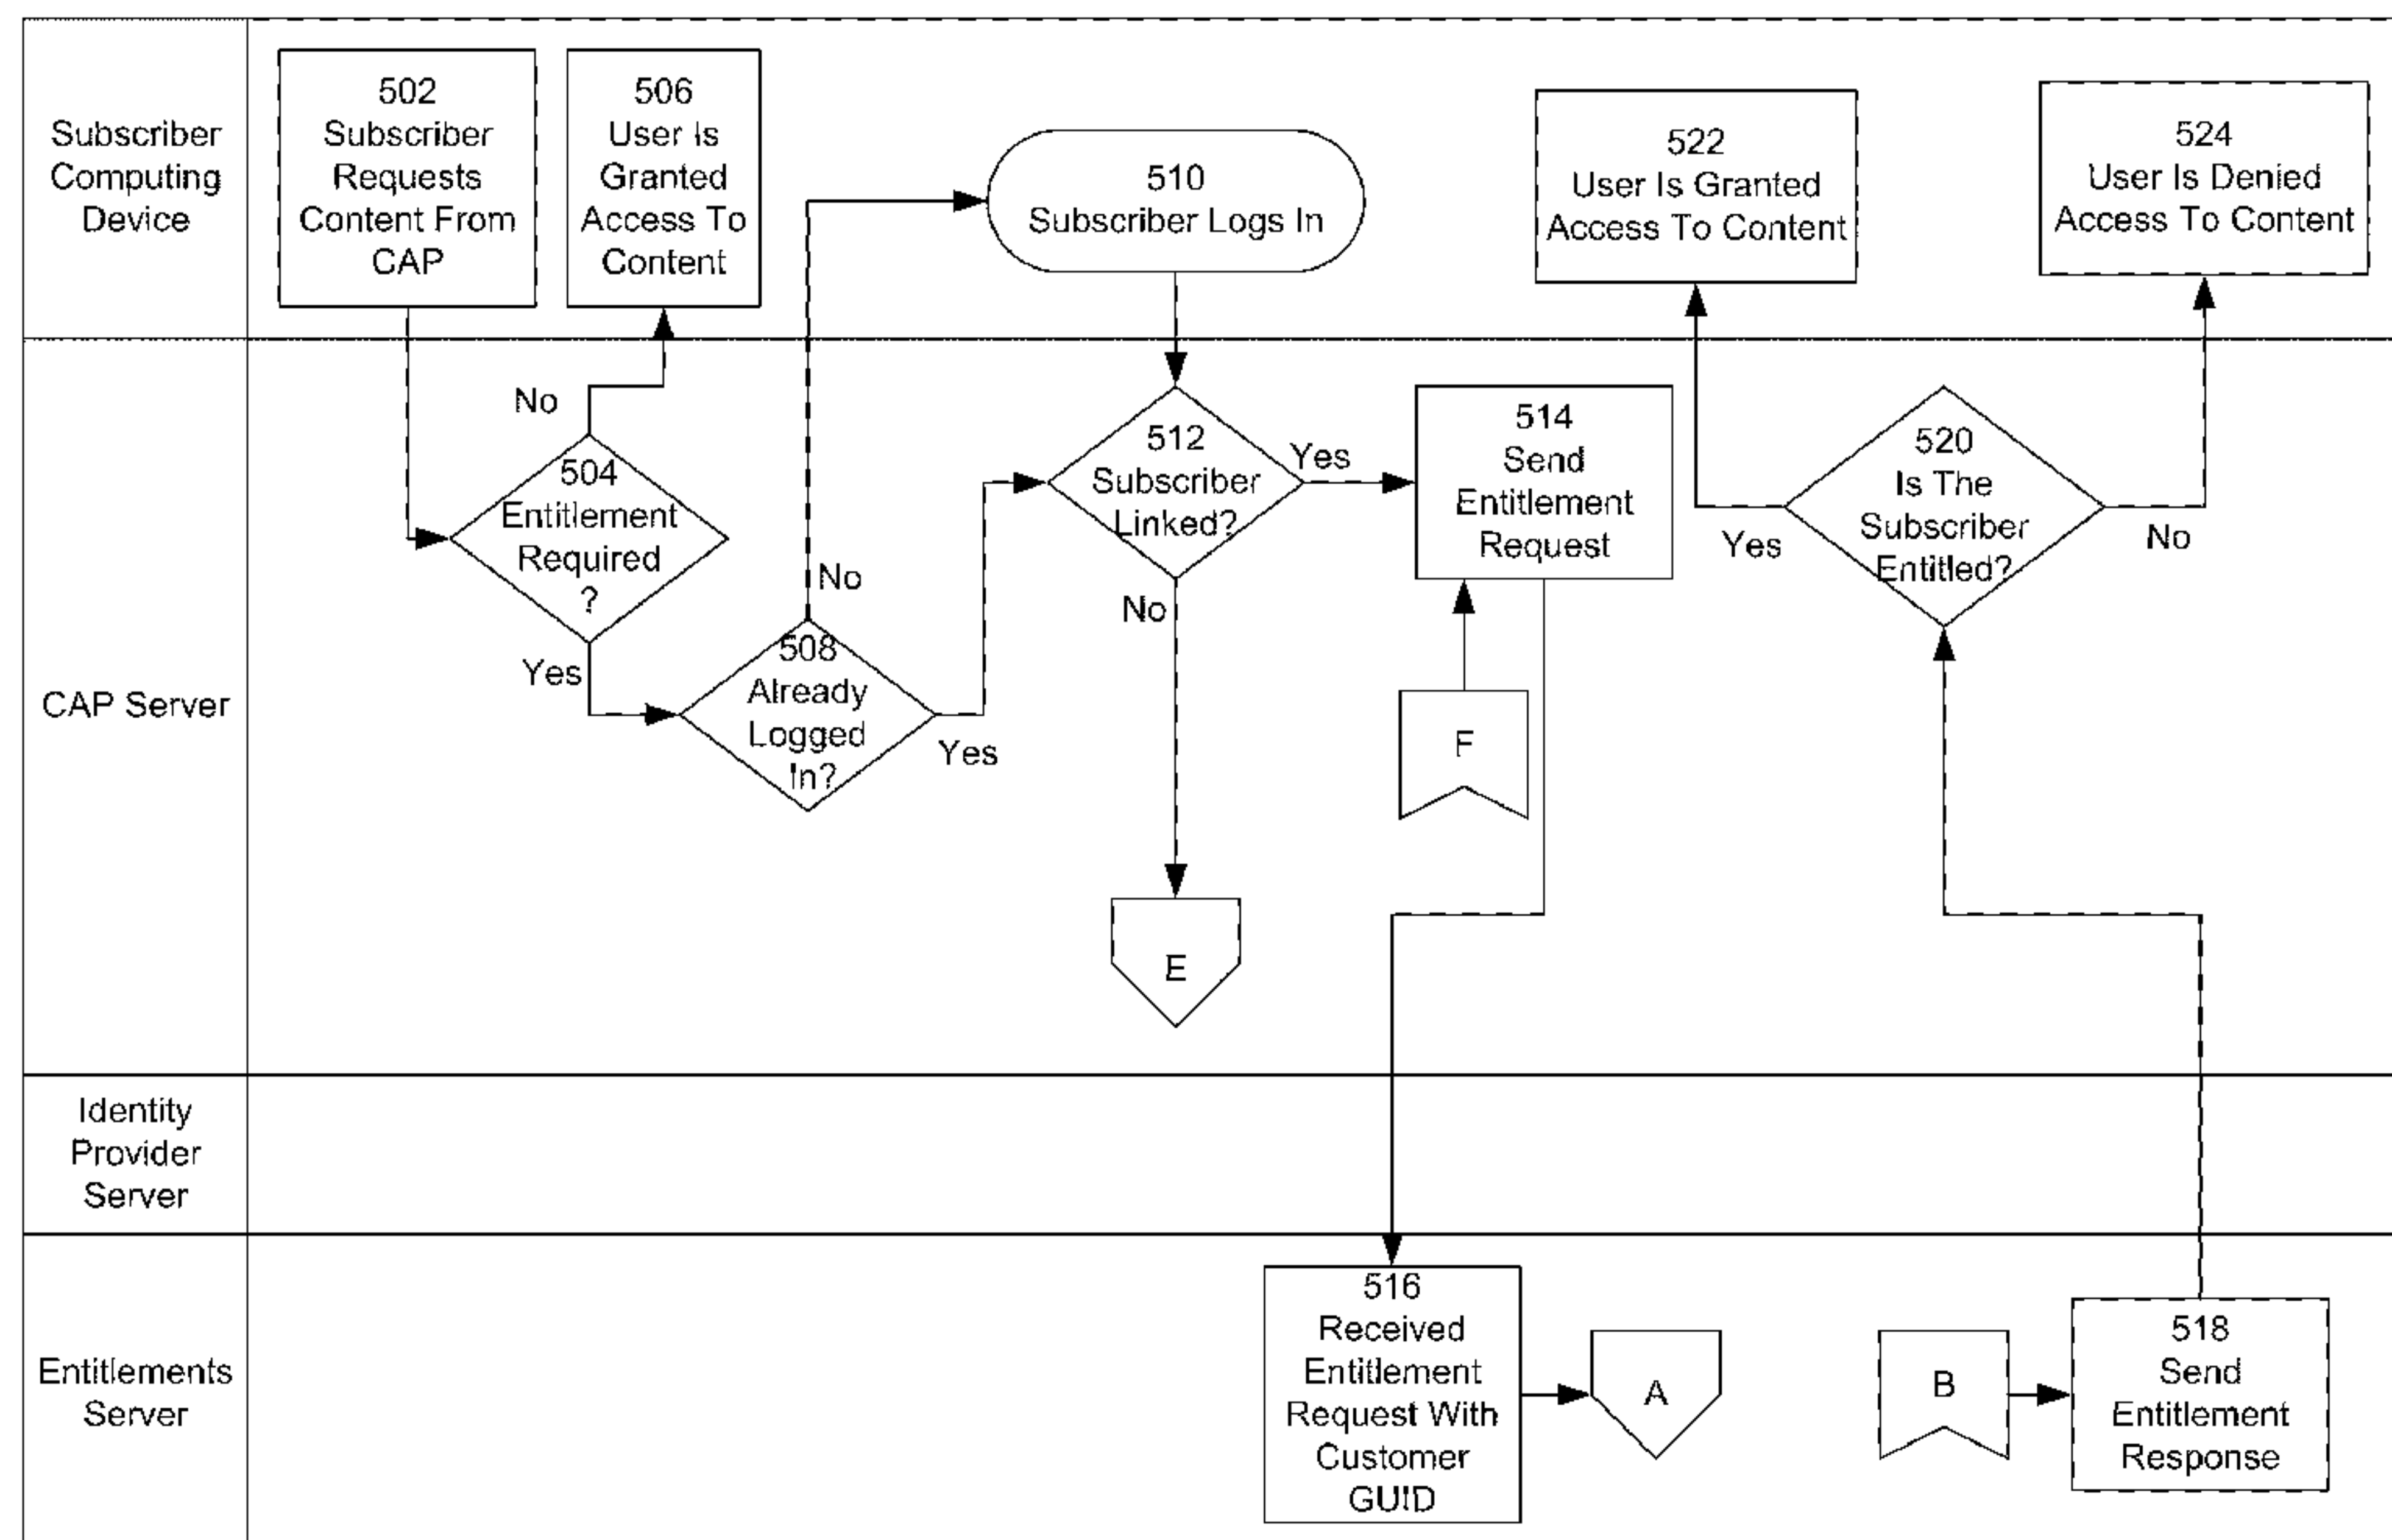 Subscriber
Computing
Device
502
Subscriber
Requests
Content From
CAP
506
User Is
Granted
Access To
Content
510
Subscriber Logs In
522
User Is Granted
Access To Content
524
User Is Denied
Access To Content
CAP Server
No
504
Entitlement
Required
?
Yes
No
508
Already
Logged
In?
Yes
512
Subscriber
Linked?
Yes
No
E
514
Send
Entitlement
Request
F
520
Is The
Subscriber
Entitled?
Yes
No
Identity
Provider
Server
Entitlements
Server
516
Received
Entitlement
Request With
Customer
GUID
A
B
518
Send
Entitlement
Response